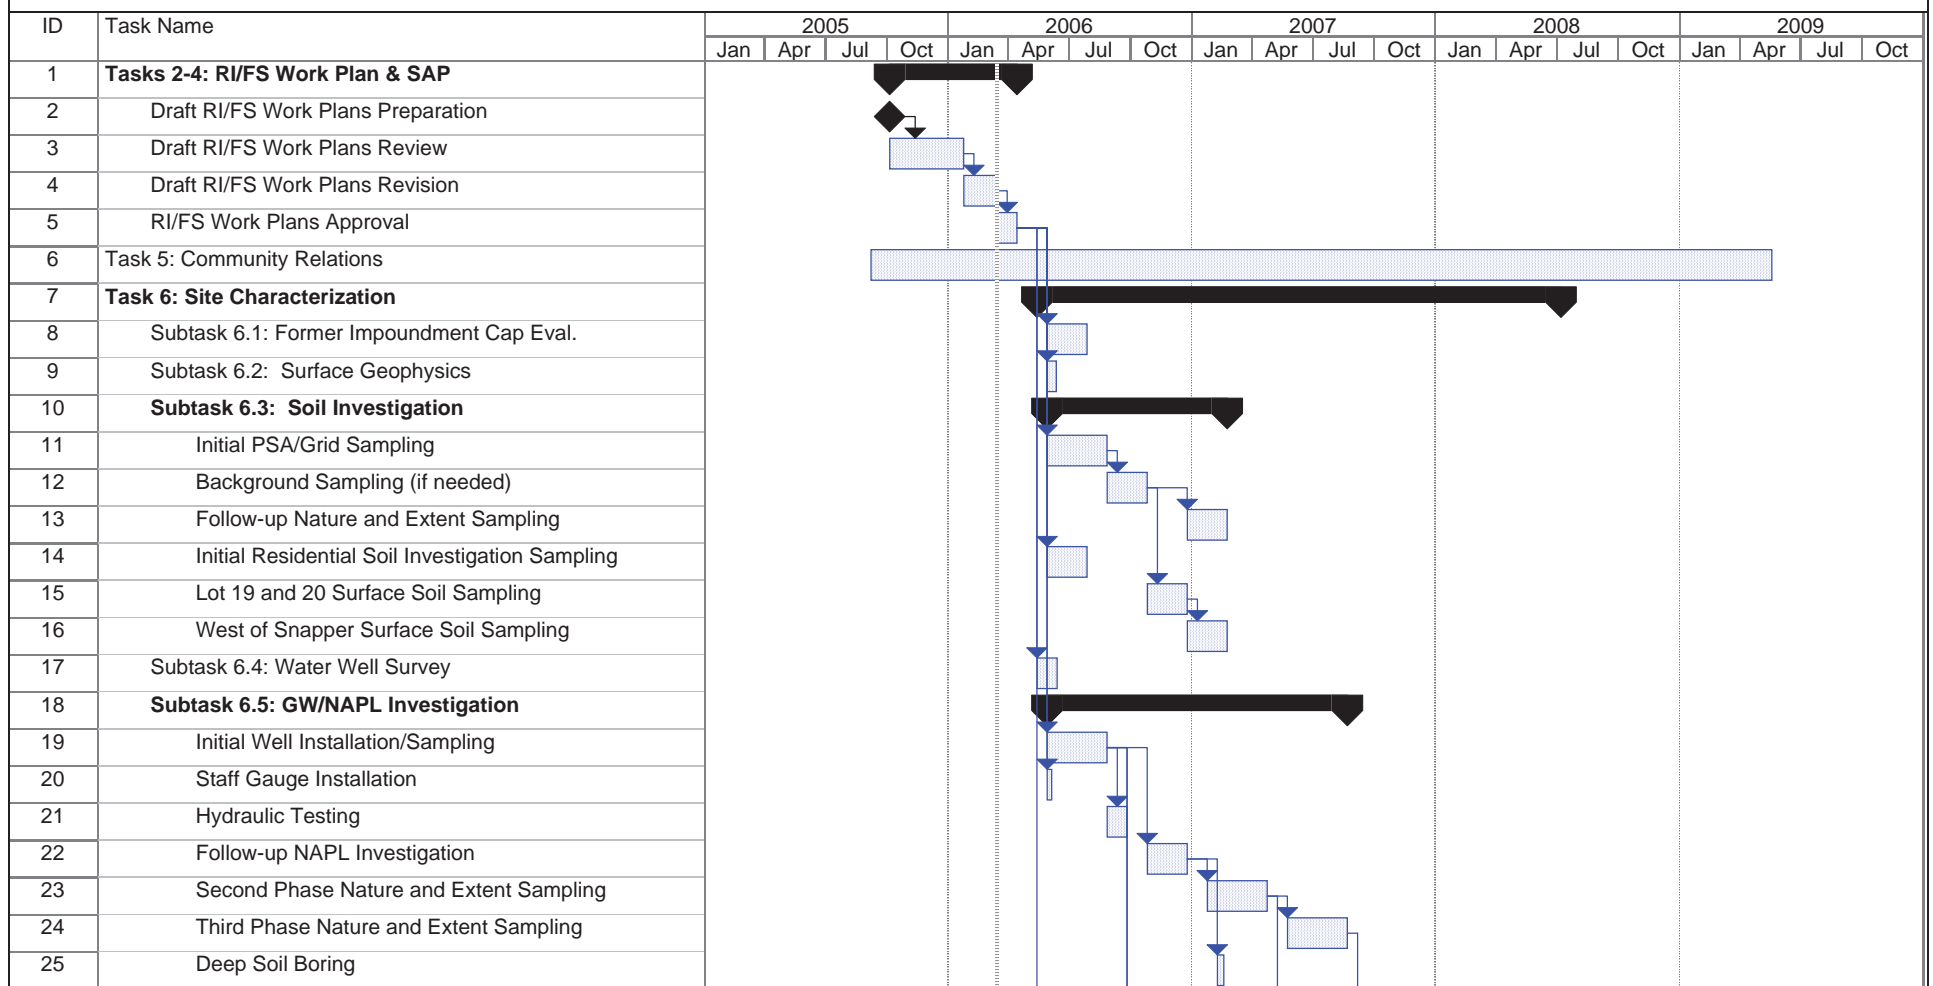 ID Task Name 2005 2006 2007 2008 2009
Jan Apr Jul Oct Jan Apr Jul Oct Jan Apr Jul Oct Jan Apr Jul Oct Jan Apr Jul Oct
1 Tasks 2-4: RI/FS Work Plan & SAP
2 Draft RI/FS Work Plans Preparation
3 Draft RI/FS Work Plans Review
4 Draft RI/FS Work Plans Revision
5 RI/FS Work Plans Approval
6 Task 5: Community Relations
7 Task 6: Site Characterization
8 Subtask 6.1: Former Impoundment Cap Eval.
9 Subtask 6.2: Surface Geophysics
10 Subtask 6.3: Soil Investigation
11 Initial PSA/Grid Sampling
12 Background Sampling (if needed)
13 Follow-up Nature and Extent Sampling
14 Initial Residential Soil Investigation Sampling
15 Lot 19 and 20 Surface Soil Sampling
16 West of Snapper Surface Soil Sampling
17 Subtask 6.4: Water Well Survey
18 Subtask 6.5: GW/NAPL Investigation
19 Initial Well Installation/Sampling
20 Staff Gauge Installation
21 Hydraulic Testing
22 Follow-up NAPL Investigation
23 Second Phase Nature and Extent Sampling
24 Third Phase Nature and Extent Sampling
25 Deep Soil Boring